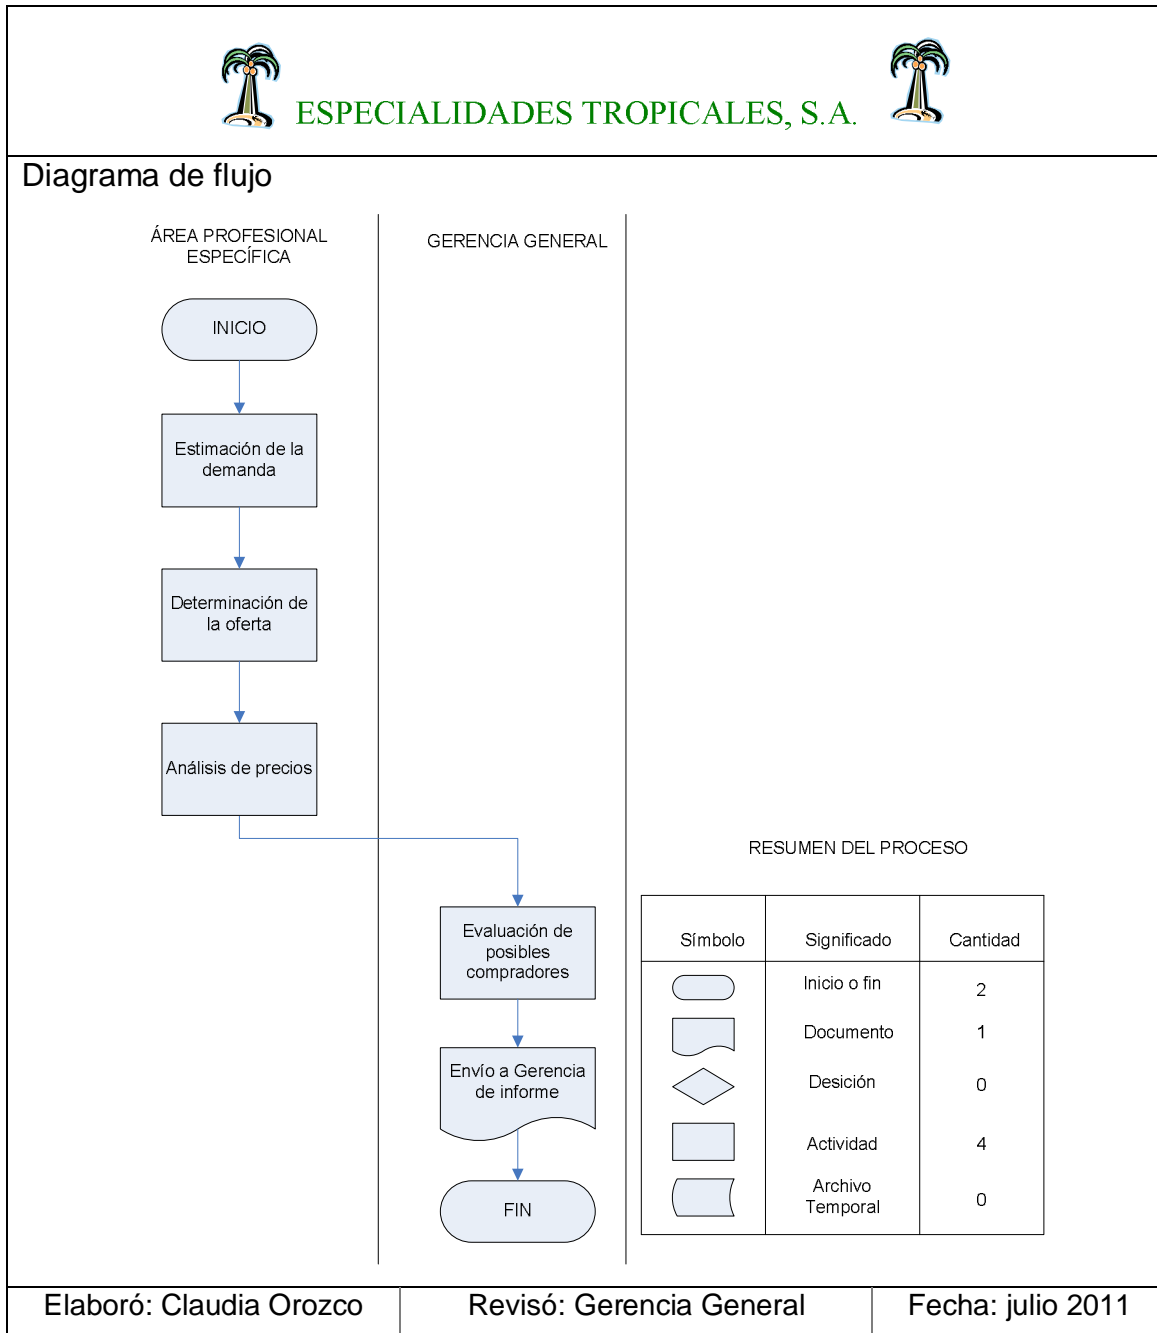 ESPECIALIDADES TROPICALES, S.A.
Diagrama de flujo
ÁREA PROFESIONAL
ESPECÍFICA
GERENCIA GENERAL
INICIO
Estimación de la
demanda
Determinación de
la oferta
Análisis de precios
Evaluación de
posibles
compradores
Envío a Gerencia
de informe
FIN
RESUMEN DEL PROCESO
Símbolo Significado Cantidad
Inicio o fin 2
Documento 1
Desición 0
Actividad 4
Archivo
Temporal 0
Elaboró: Claudia Orozco Revisó: Gerencia General Fecha: julio 2011